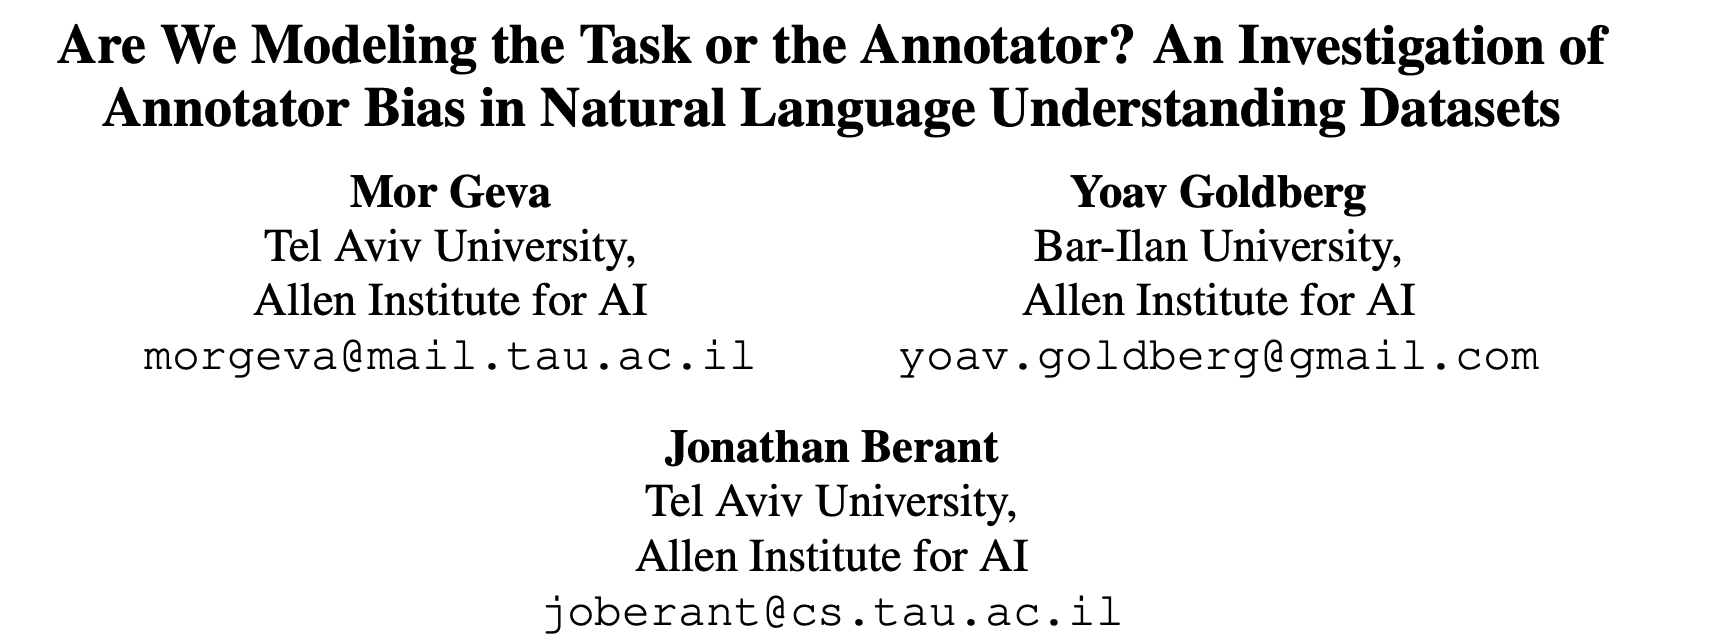 Are We Modeling the Task or the Annotator? An Investigation of
Annotator Bias in Natural Language Understanding Datasets
Mor Geva
Tel Aviv University,
Allen Institute for AI
morgeva@mail.tau.ac.il
Yoav Goldberg
Bar-Ilan University,
Allen Institute for AI
yoav.goldberg@gmail.com
Jonathan Berant
Tel Aviv University,
Allen Institute for AI
joberant@cs.tau.ac.il